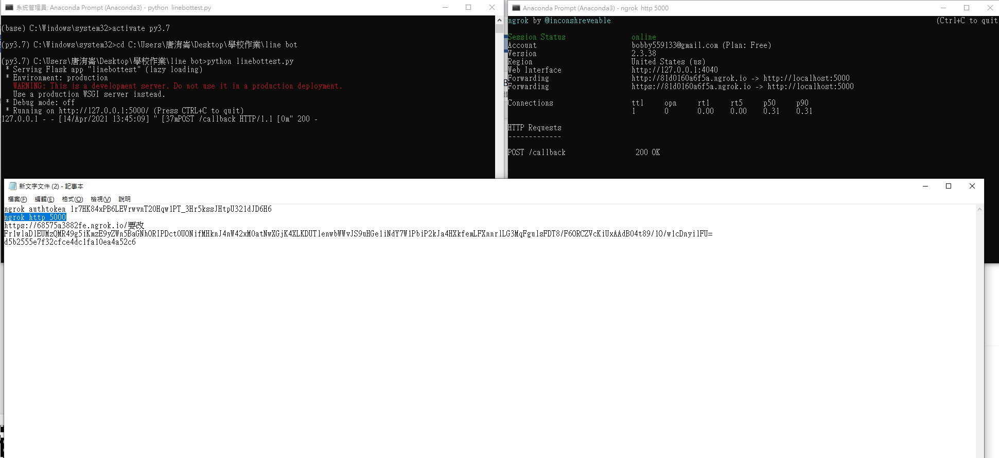 系統管理員: Anaconda Prompt (Anaconda3) - python linebottest.py
(base) C:\Windows\system32>activate py3.7
(py3.7) C:\Windows\system32>cd C:\Users\唐洧崙\Desktop\學校作業\line bot
(py3.7) C:\Users\唐洧崙\Desktop\學校作業\line bot>python linebottest.py
* Serving Flask app "linebottest" (lazy loading)
* Environment: production
WARNING: This is a development server. Do not use it in a production deployment.
Use a production WSGI server instead.
* Debug mode: off
* Running on http://127.0.0.1:5000/ (Press CTRL+C to quit)
127.0.0.1 - - [14/Apr/2021 13:45:09] " [37mPOST /callback HTTP/1.1 [0m" 200 -
Anaconda Prompt (Anaconda3) - ngrok http 5000
ngrok by @inconshreveable (Ctrl+C to quit
Session Status online
Account bobby559133@gmail.com (Plan: Free)
Version 2.3.38
Region United States (us)
Web Interface http://127.0.0.1:4040
Forwarding http://81d0160a6f5a.ngrok.io -> http://localhost:5000
Forwarding https://81d0160a6f5a.ngrok.io -> http://localhost:5000
Connections ttl opn rt1 rt5 p50 p90
1 0 0.00 0.00 0.31 0.31
HTTP Requests
-------------
POST /callback 200 OK
新文字文件 (2) - 記事本
檔案(F) 編輯(E) 格式(O) 檢視(V) 說明
ngrok authtoken 1r7HK84xPB6LEVrwvnT2OHqw1PT_3Hr5kssJHtpU321dJD6H6
ngrok http 5000
https://68575a3882fe.ngrok.io/要改
FrlwlaDlEUMzQMR49g5iKmzE9yZWn5BaGNhORlPDctOUONifMHknJ4nW42xMOatNwXGjK4XLKDUTlenwbWWvJS9uHGeliNdY7WlPbiP2kJa4HXkfemLFXnnrlLG3MqFgulsFDT8/F6ORCZVcKiUxAAdB04t89/1O/w1cDnyilFU=
d5b2555e7f32cfce4dc1fa10ea4a52c6